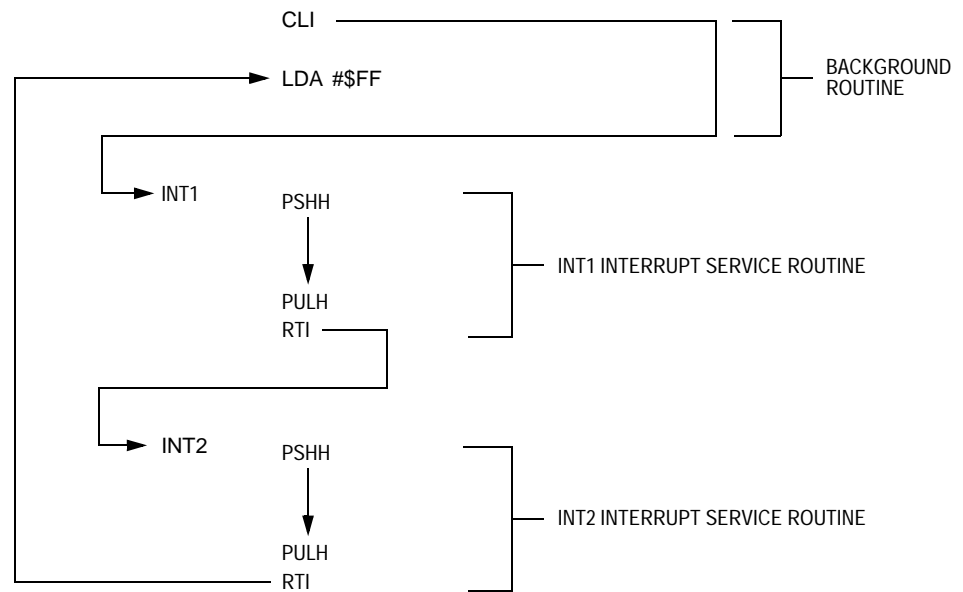 CLI
LDA #$FF
BACKGROUND
ROUTINE
INT1
PSHH
INT1 INTERRUPT SERVICE ROUTINE
PULH
RTI
INT2
PSHH
INT2 INTERRUPT SERVICE ROUTINE
PULH
RTI